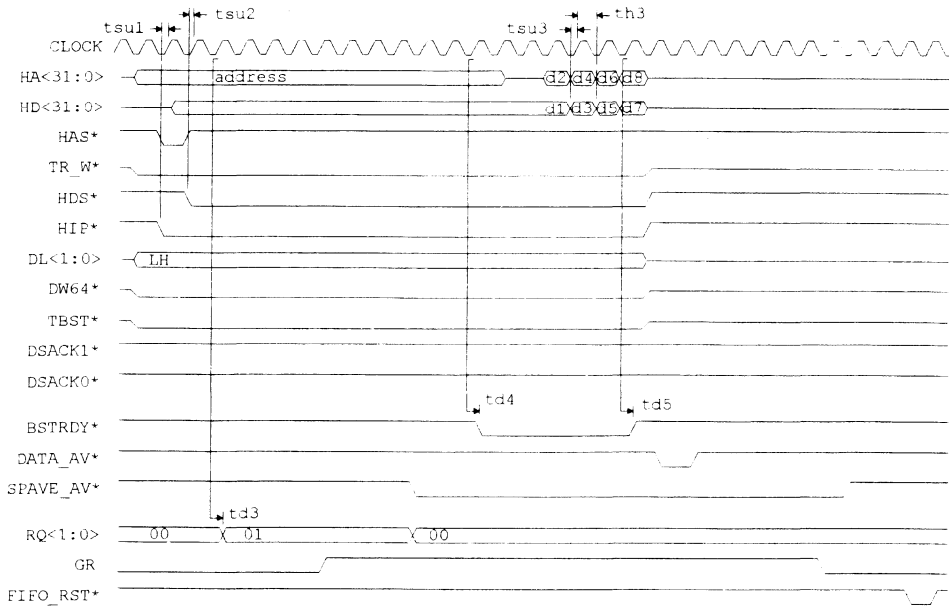 tsu2
th3
tsu1
tsu3
CLOCK
HA<31:0> address d2 d4 d6 d8
HD<31:0> d1 d3 d5 d7
HAS*
TR_W*
HDS*
HIP*
DL<1:0> LH
DW64*
TBST*
DSACK1*
DSACK0*
td4 td5
BSTRDY*
DATA_AV*
SPAVE_AV*
td3
RQ<1:0> 00 01 00
GR
FIFO_RST*